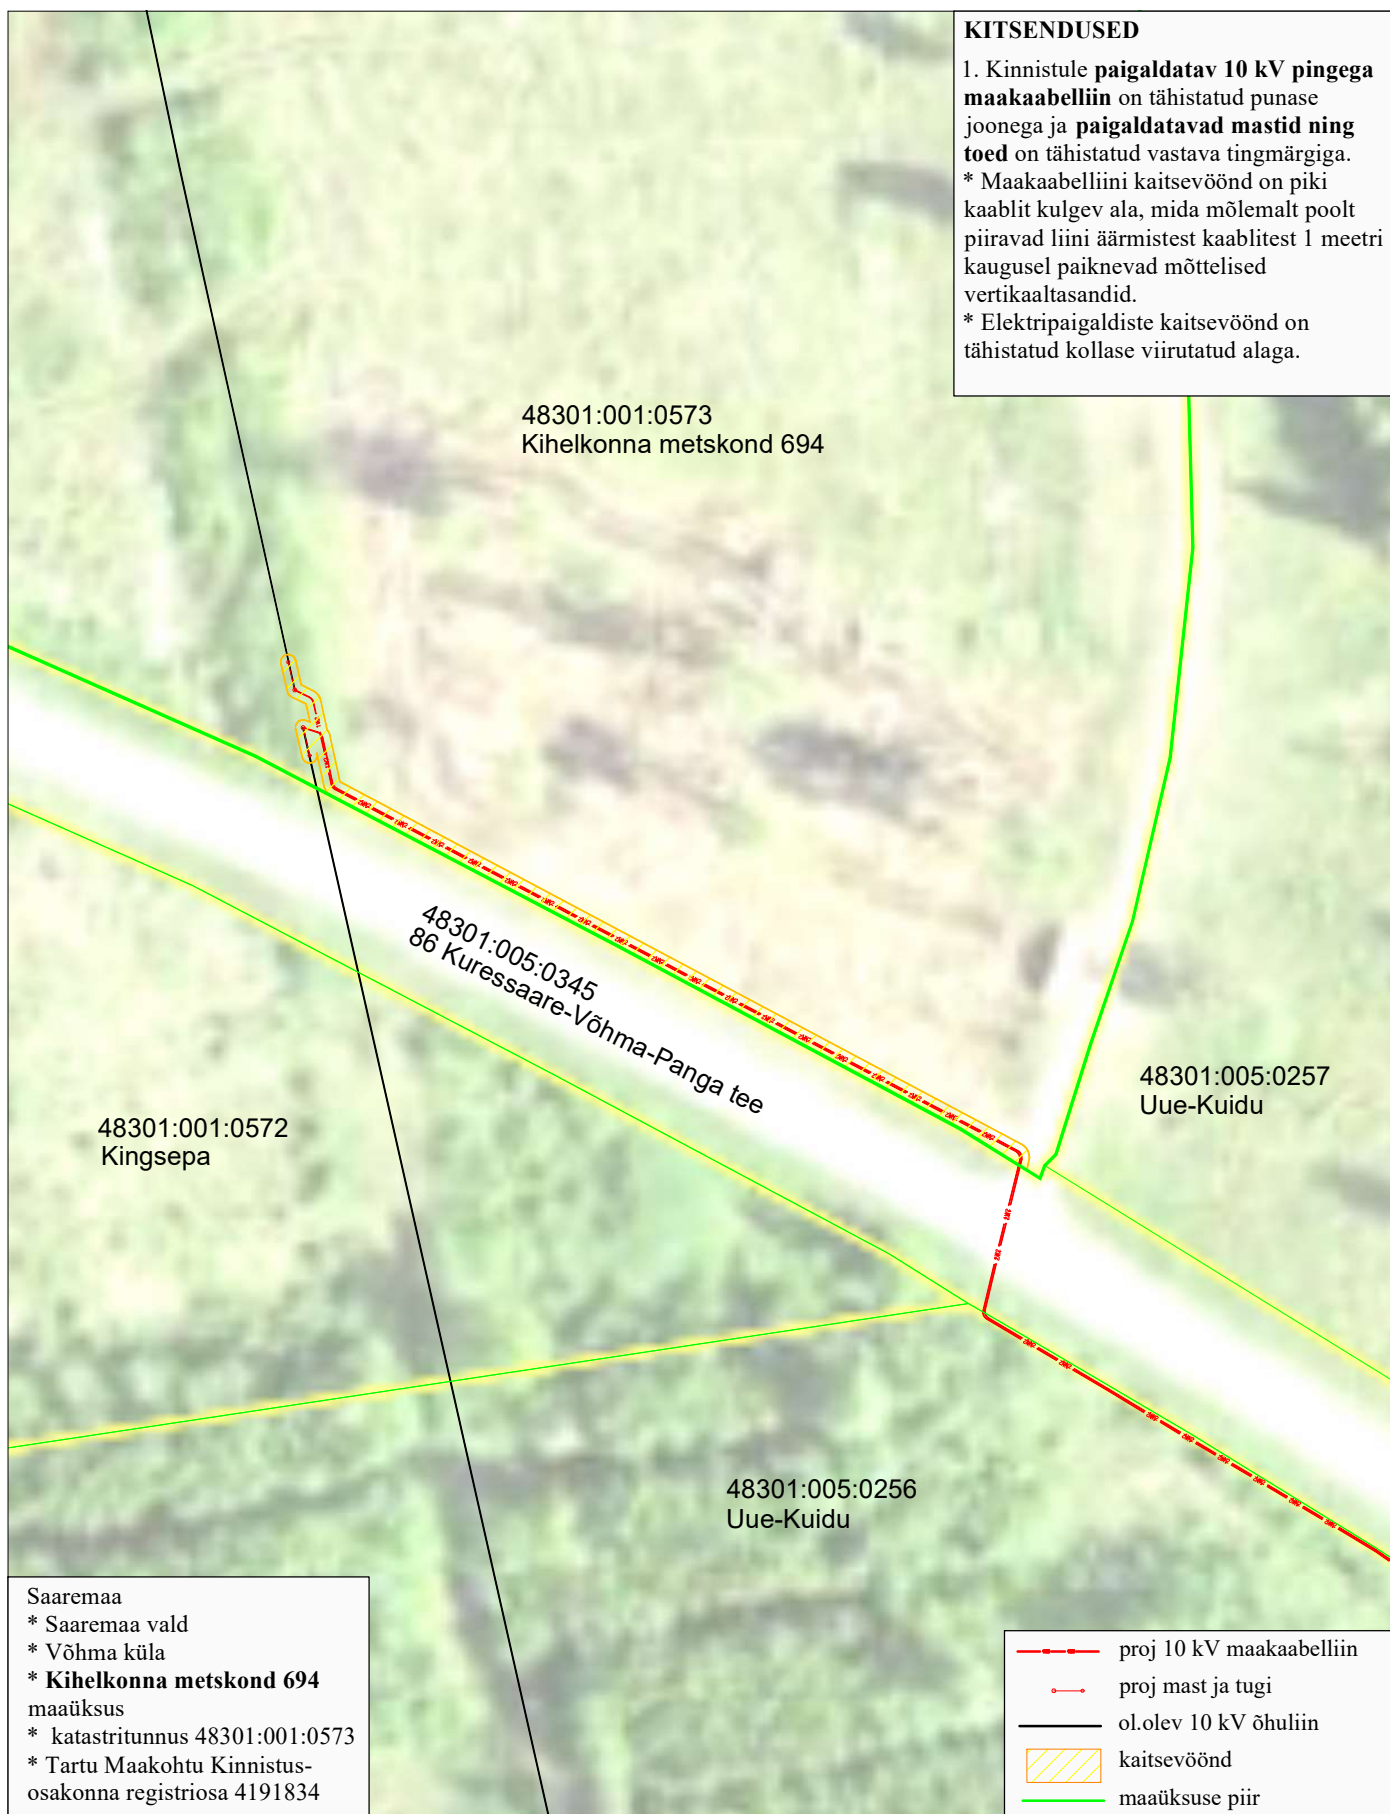 KITSENDUSED
1. Kinnistule paigaldatav 10 kV pingega
maakaabelliin on tähistatud punase
joonega ja paigaldatavad mastid ning
toed on tähistatud vastava tingmärgiga.
* Maakaabelliini kaitsevöönd on piki
kaablit kulgev ala, mida mõlemalt poolt
piiravad liini äärmistest kaablitest 1 meetri
kaugusel paiknevad mõttelised
vertikaaltasandid.
* Elektripaigaldiste kaitsevöönd on
tähistatud kollase viirutatud alaga.
48301:001:0573
Kihelkonna metskond 694
48301:005:0345
86 Kuressaare-Võhma-Panga tee
48301:005:0257
Uue-Kuidu
48301:001:0572
Kingsepa
48301:005:0256
Uue-Kuidu
Saaremaa
* Saaremaa vald
* Võhma küla
* Kihelkonna metskond 694
maaüksus
* katastritunnus 48301:001:0573
* Tartu Maakohtu Kinnistus-
osakonna registriosa 4191834
proj 10 kV maakaabelliin
proj mast ja tugi
ol.olev 10 kV õhuliin
kaitsevöönd
maaüksuse piir